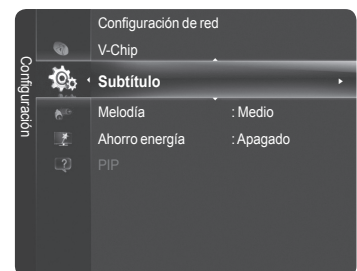 Configuración
Configuración de red
V-Chip
Subtítulo
Melodía : Medio
Ahorro energía : Apagado
PIP